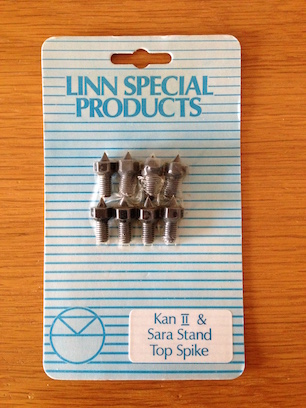 LINN SPECIAL
PRODUCTS
Kan II &
Sara Stand
Top Spike